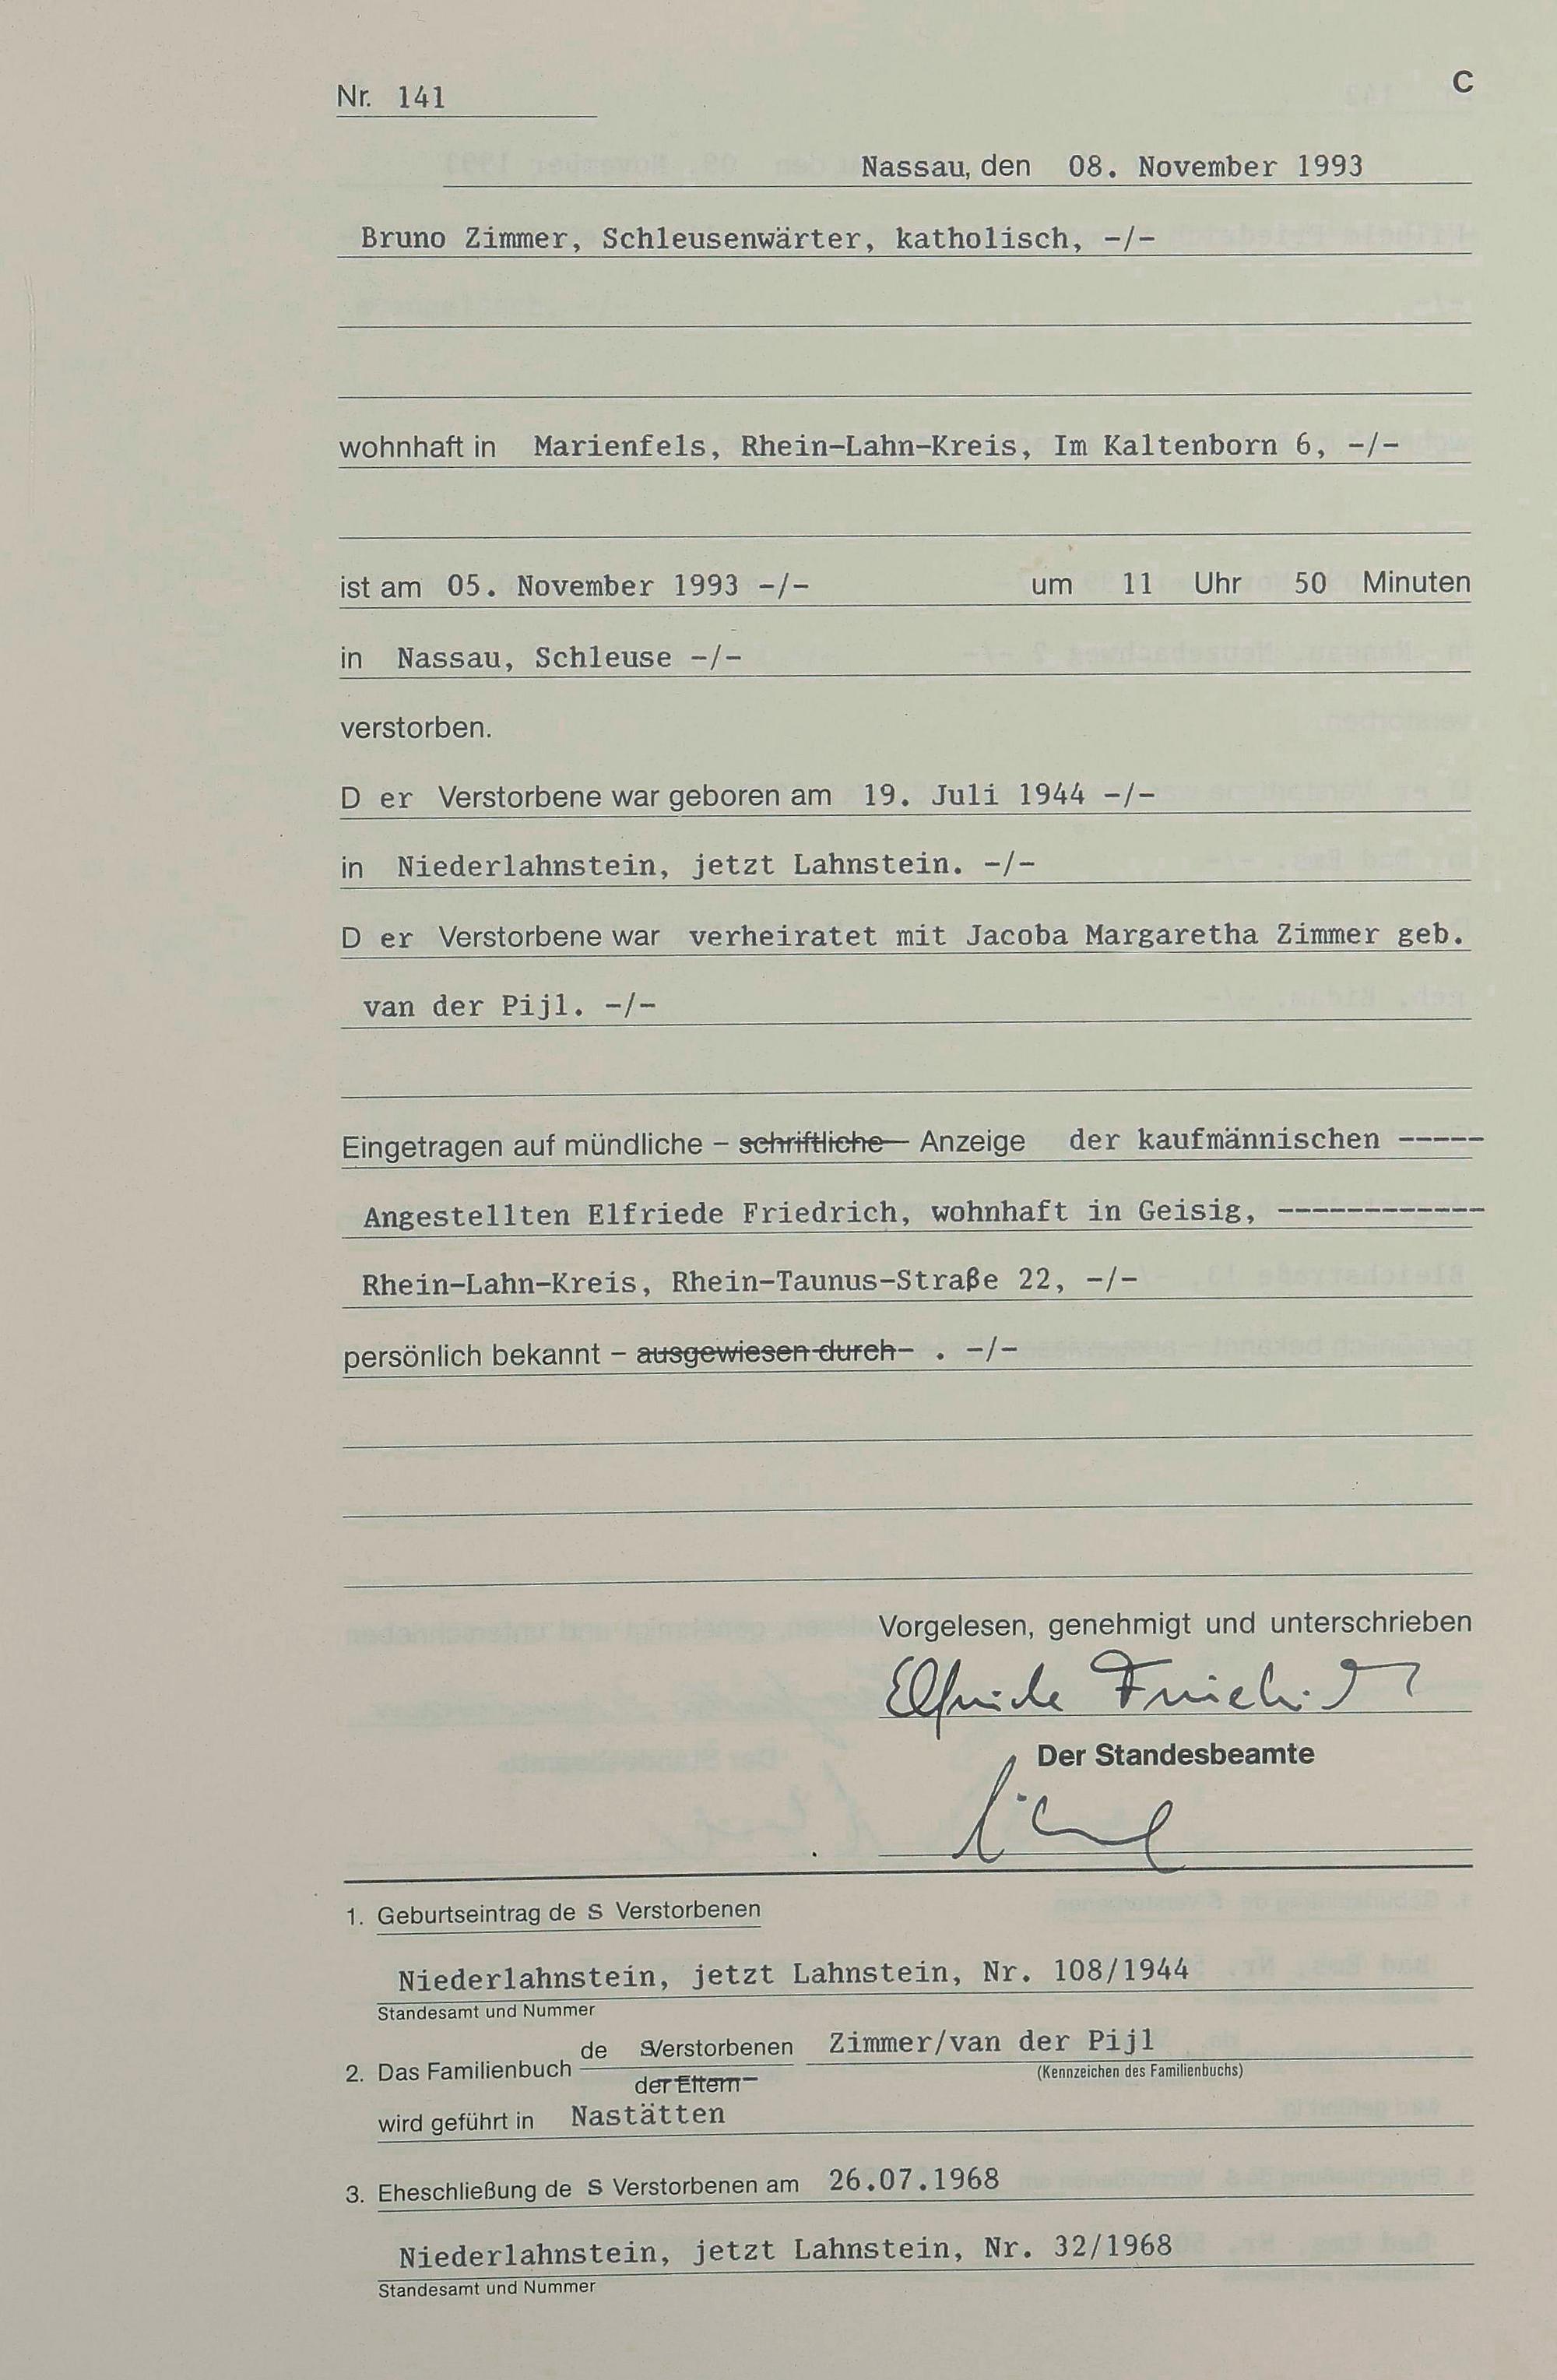 C
Nr. 141
Nassau, den 08. November 1993
Bruno Zimmer, Schleusenwärter, katholisch, -/-
wohnhaft in Marienfels, Rhein-Lahn-Kreis, Im Kaltenborn 6, -/-
ist am 05. November 1993 -/- um 11 Uhr 50 Minuten
in Nassau, Schleuse -/-
verstorben.
D er Verstorbene war geboren am 19. Juli 1944 -/-
in Niederlahnstein, jetzt Lahnstein. -/-
D er Verstorbene war verheiratet mit Jacoba Margaretha Zimmer geb.
van der Pijl. -/-
Eingetragen auf mündliche – schriftliche – Anzeige der kaufmännischen -----
Angestellten Elfriede Friedrich, wohnhaft in Geisig, ------------
Rhein-Lahn-Kreis, Rhein-Taunus-Straße 22, -/-
persönlich bekannt – ausgewiesen durch – . -/-
Vorgelesen, genehmigt und unterschrieben
Elfriede Friedrich
Der Standesbeamte
1. Geburtseintrag de s Verstorbenen
Niederlahnstein, jetzt Lahnstein, Nr. 108/1944
Standesamt und Nummer
2. Das Familienbuch de s Verstorbenen Zimmer/van der Pijl
der Eltern (Kennzeichen des Familienbuchs)
wird geführt in Nastätten
3. Eheschließung de s Verstorbenen am 26.07.1968
Niederlahnstein, jetzt Lahnstein, Nr. 32/1968
Standesamt und Nummer